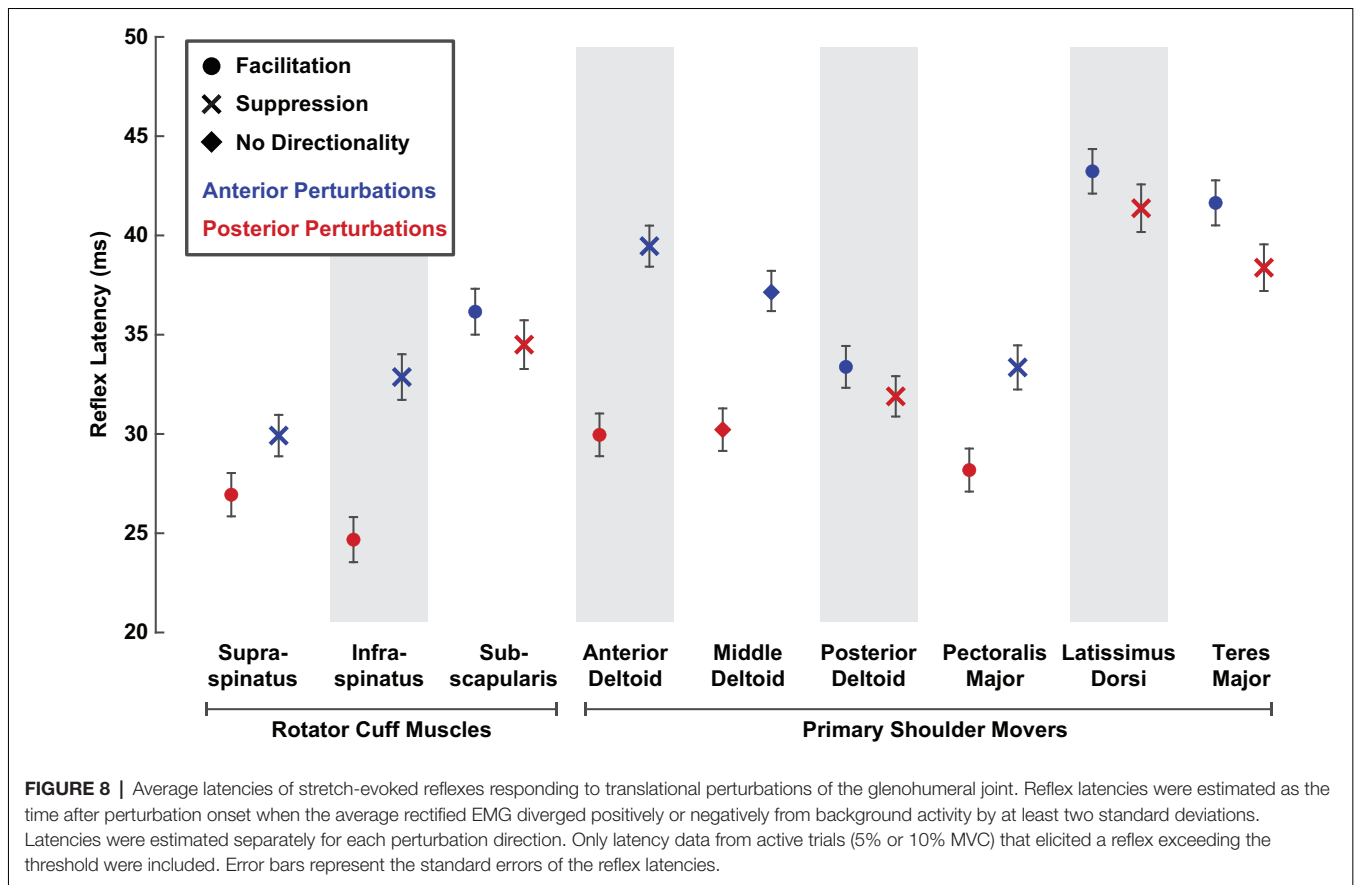 50
45
40
35
30
25
20
Reflex Latency (ms)
Facilitation
Suppression
No Directionality
Anterior Perturbations
Posterior Perturbations
Supra-
spinatus
Infra-
spinatus
Sub-
scapularis
Anterior
Deltoid
Middle
Deltoid
Posterior
Deltoid
Pectoralis
Major
Latissimus
Dorsi
Teres
Major
Rotator Cuff Muscles
Primary Shoulder Movers
FIGURE 8 | Average latencies of stretch-evoked reflexes responding to translational perturbations of the glenohumeral joint. Reflex latencies were estimated as the
time after perturbation onset when the average rectified EMG diverged positively or negatively from background activity by at least two standard deviations.
Latencies were estimated separately for each perturbation direction. Only latency data from active trials (5% or 10% MVC) that elicited a reflex exceeding the
threshold were included. Error bars represent the standard errors of the reflex latencies.